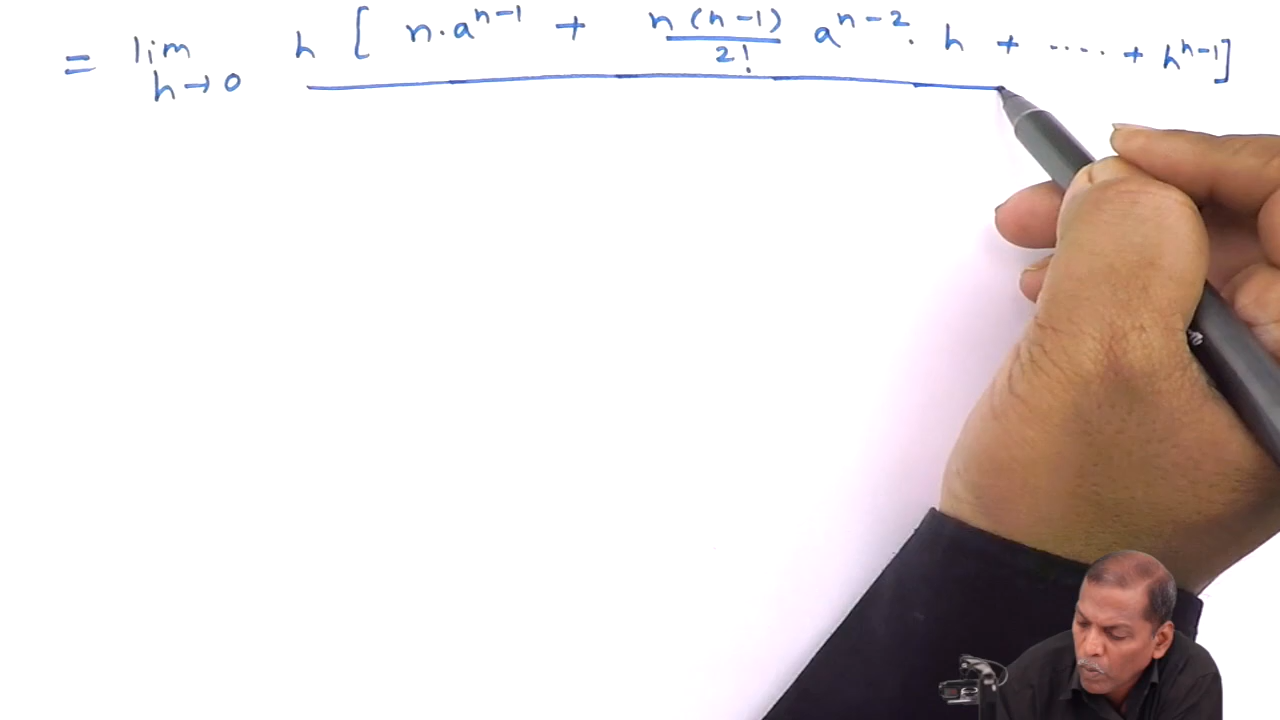 = lim h→0 h [ n·a^{n-1} + n(n-1)/2! a^{n-2}. h + ..... + h^{n-1}]